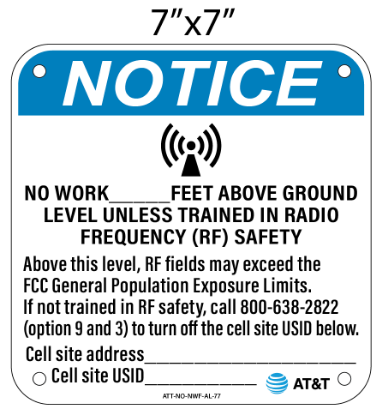 7”x7”
NOTICE
NO WORK_____FEET ABOVE GROUND
LEVEL UNLESS TRAINED IN RADIO
FREQUENCY (RF) SAFETY
Above this level, RF fields may exceed the
FCC General Population Exposure Limits.
If not trained in RF safety, call 800-638-2822
(option 9 and 3) to turn off the cell site USID below.
Cell site address___________________
Cell site USID__________ AT&T
ATT-NO-NWF-AL-77